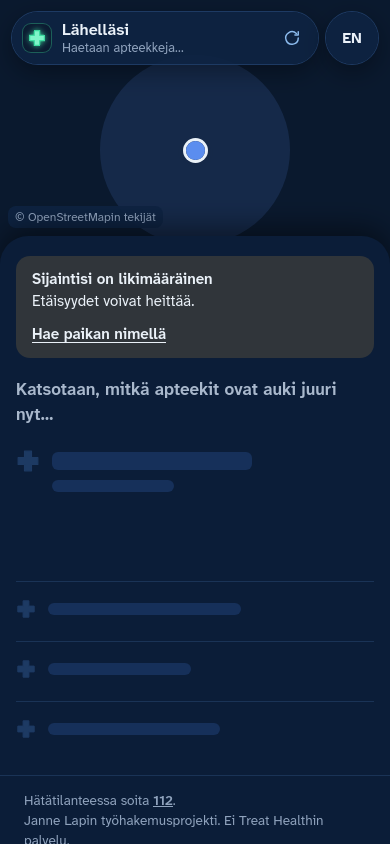 Lähelläsi
Haetaan apteekkeja…
EN
© OpenStreetMapin tekijät
Sijaintisi on likimääräinen
Etäisyydet voivat heittää.
Hae paikan nimellä
Katsotaan, mitkä apteekit ovat auki juuri
nyt…
Hätätilanteessa soita 112.
Janne Lapin työhakemusprojekti. Ei Treat Healthin
palvelu.